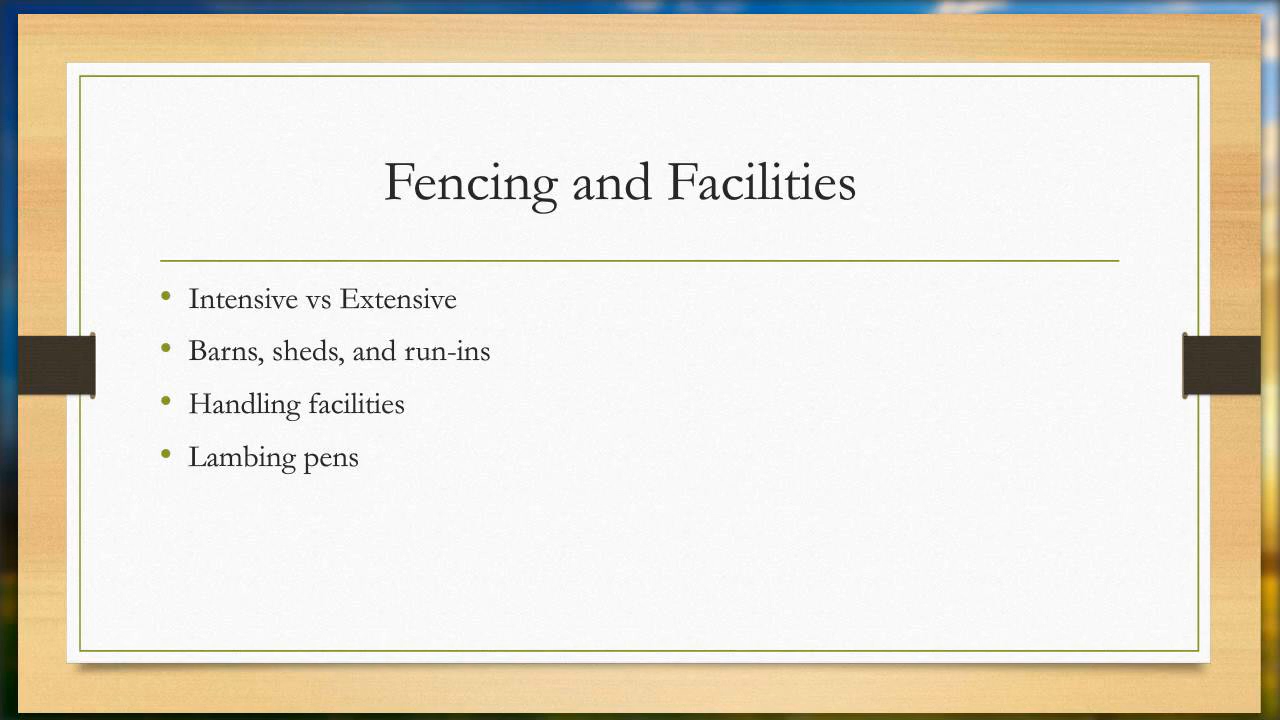 Fencing and Facilities
• Intensive vs Extensive
• Barns, sheds, and run-ins
• Handling facilities
• Lambing pens